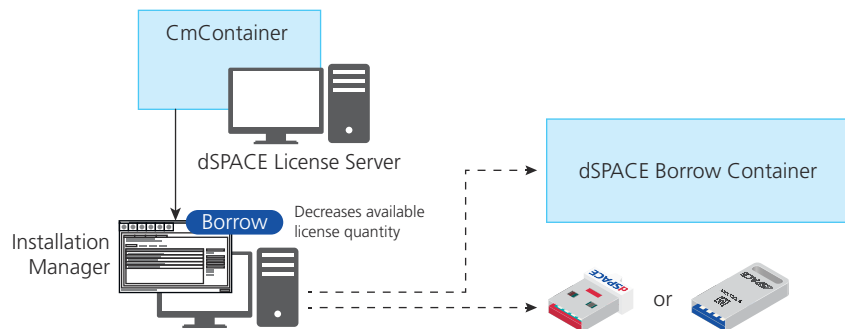 CmContainer
dSPACE License Server
dSPACE Borrow Container
Borrow
Decreases available
license quantity
Installation
Manager
dSPACE
or
dSPACE